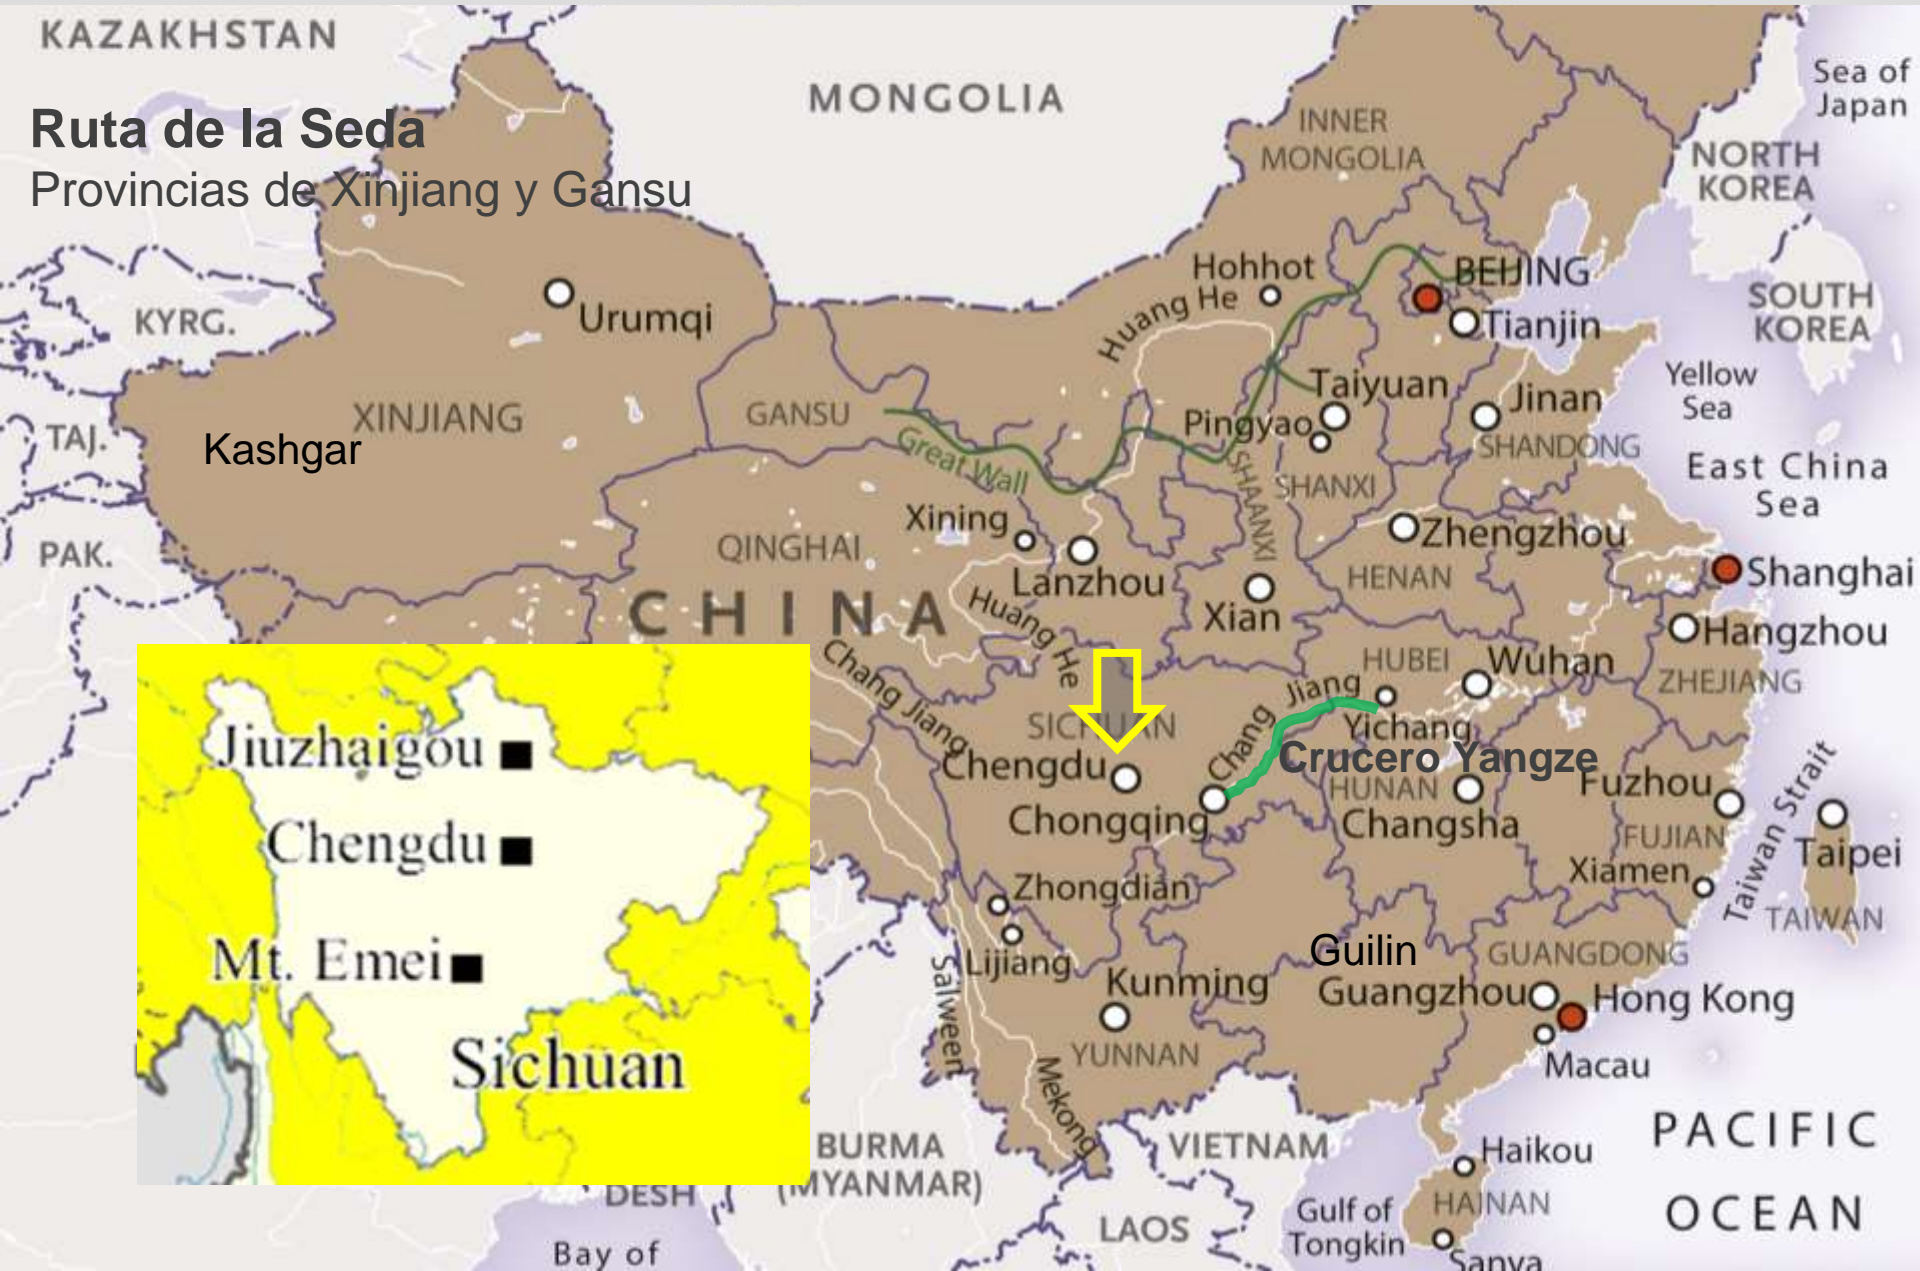 KAZAKHSTAN
Ruta de la Seda
Provincias de Xinjiang y Gansu
MONGOLIA
INNER
MONGOLIA
Sea of
Japan
NORTH
KOREA
SOUTH
KOREA
KYRG.
Urumqi
Hohhot
Huang He
BEIJING
Tianjin
XINJIANG
Kashgar
TAJ.
PAK.
GANSU
Great Wall
Taiyuan
Pingyao
Jinan
SHANDONG
Yellow
Sea
East China
Sea
SHAANXI
SHANXI
Xining
QINGHAI
Lanzhou
Zhengzhou
HENAN
Xian
Shanghai
Hangzhou
ZHEJIANG
CHINA
Huang He
Chang Jiang
HUBEI
Wuhan
Chang Jiang
Yichang
SICHUAN
Chengdu
Chongqing
Crucero Yangze
HUNAN
Changsha
Fuzhou
FUJIAN
Xiamen
Taiwan Strait
Taipei
TAIWAN
Jiuzhaigou
Chengdu
Mt. Emei
Sichuan
Zhongdian
Lijiang
Salween
Kunming
YUNNAN
Mekong
Guilin
GUANGDONG
Guangzhou
Hong Kong
Macau
BURMA
(MYANMAR)
DESH
Bay of
VIETNAM
LAOS
Gulf of
Tongkin
Haikou
HAINAN
Sanya
PACIFIC
OCEAN